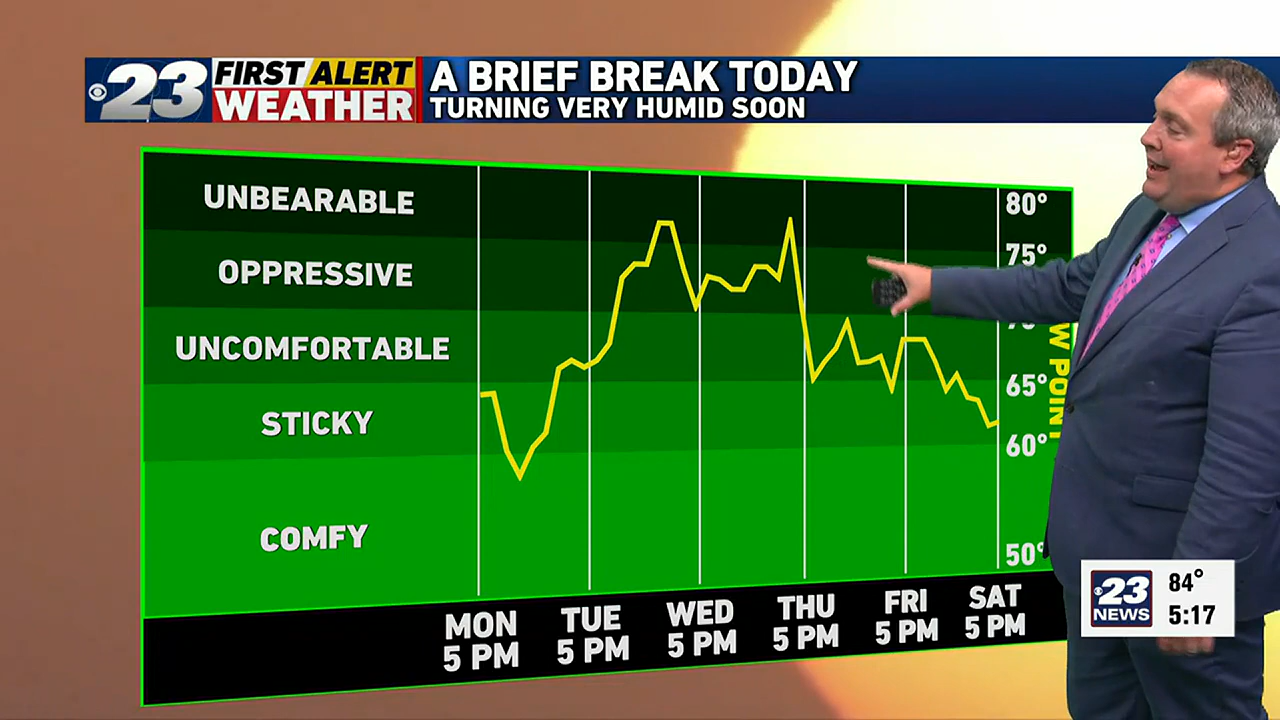 23 FIRST ALERT WEATHER
A BRIEF BREAK TODAY
TURNING VERY HUMID SOON
UNBEARABLE
OPPRESSIVE
UNCOMFORTABLE
STICKY
COMFY
80°
75°
65°
60°
50°
MON TUE WED THU FRI SAT
5 PM 5 PM 5 PM 5 PM 5 PM 5 PM
POINT
23 NEWS
84°
5:17